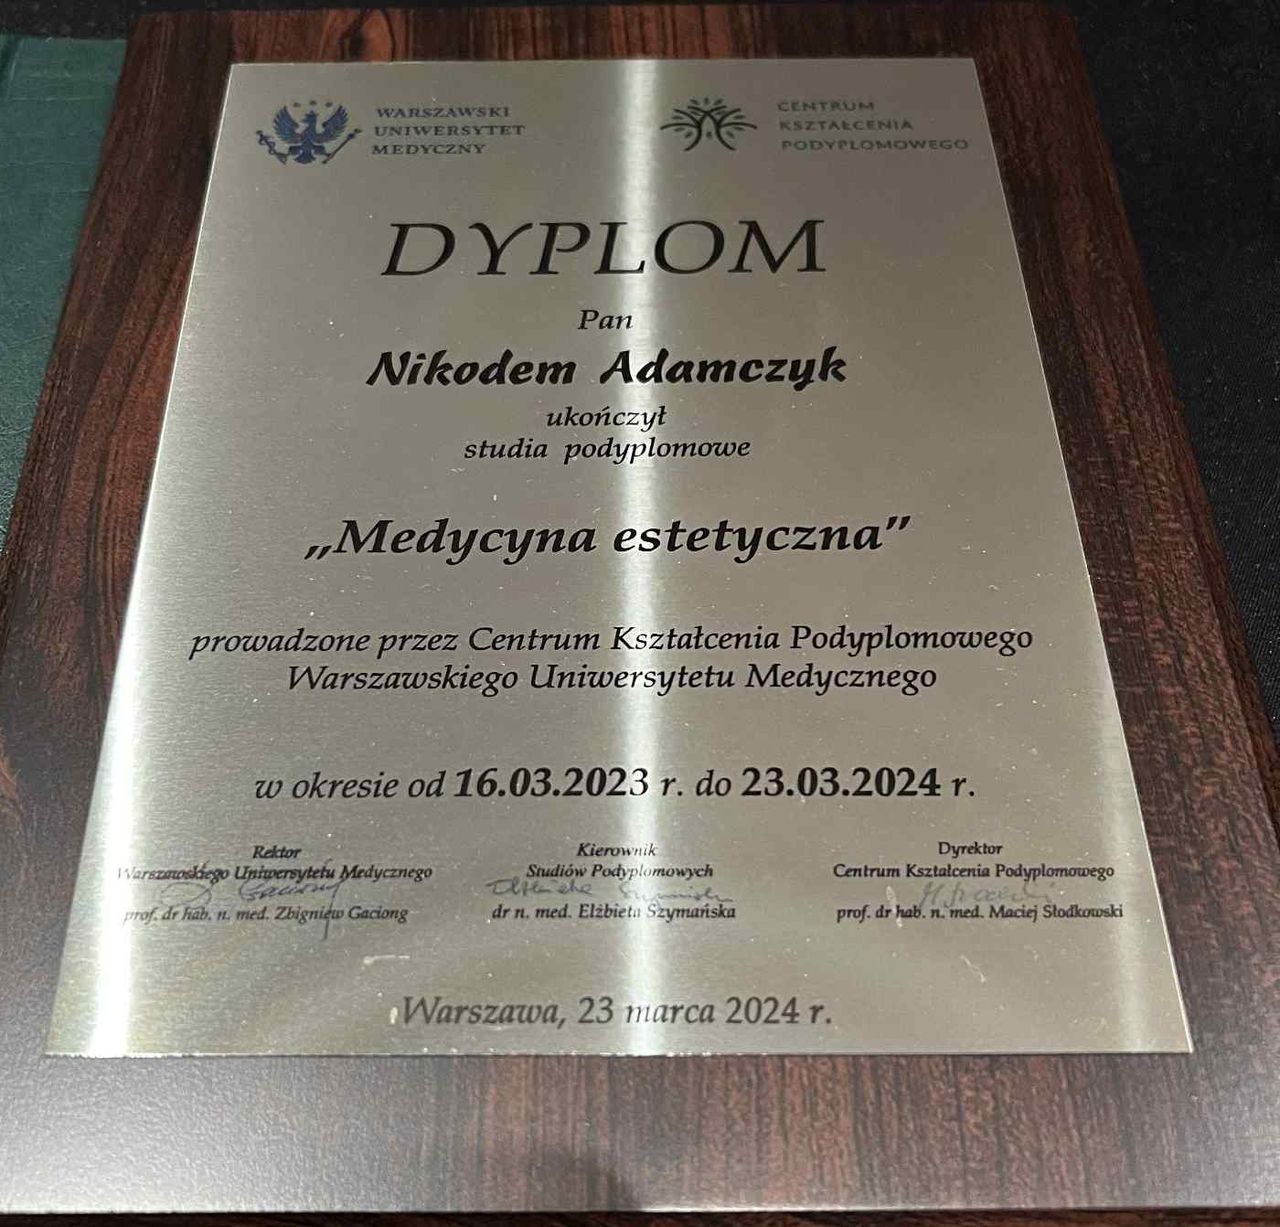 WARSZAWSKI
UNIWERSYTET
MEDYCZNY
CENTRUM
KSZTAŁCENIA
PODYPLOMOWEGO
DYPLOM
Pan
Nikodem Adamczyk
ukończył
studia podyplomowe
„Medycyna estetyczna”
prowadzone przez Centrum Kształcenia Podyplomowego
Warszawskiego Uniwersytetu Medycznego
w okresie od 16.03.2023 r. do 23.03.2024 r.
Rektor
Warszawskiego Uniwersytetu Medycznego
prof. dr hab. n. med. Zbigniew Gaciong
Kierownik
Studiów Podyplomowych
dr n. med. Elżbieta Szymańska
Dyrektor
Centrum Kształcenia Podyplomowego
prof. dr hab. n. med. Maciej Słodkowski
Warszawa, 23 marca 2024 r.